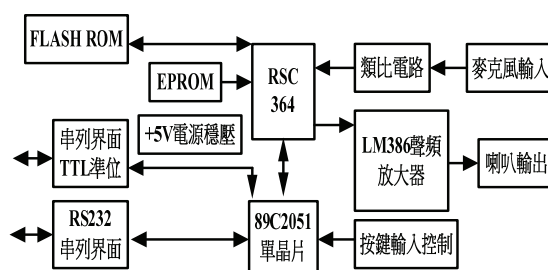 FLASH ROM
EPROM
RSC
364
類比電路
麥克風輸入
串列界面
TTL準位
+5V電源穩壓
LM386聲頻
放大器
喇叭輸出
RS232
串列界面
89C2051
單晶片
按鍵輸入控制